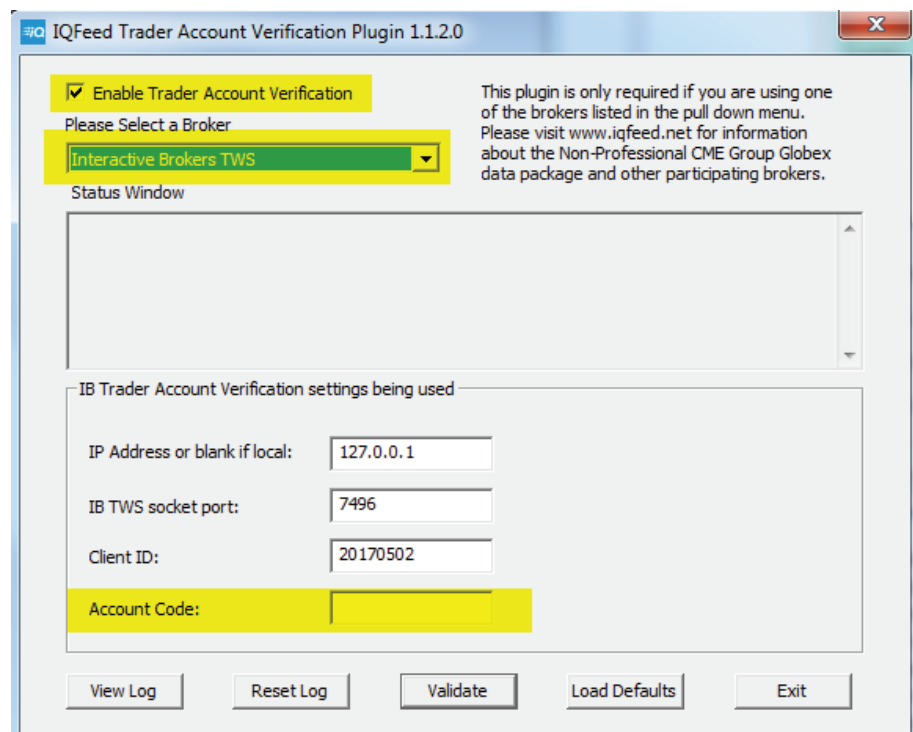 IQFeed Trader Account Verification Plugin 1.1.2.0
Enable Trader Account Verification
Please Select a Broker
Interactive Brokers TWS
This plugin is only required if you are using one
of the brokers listed in the pull down menu.
Please visit www.iqfeed.net for information
about the Non-Professional CME Group Globex
data package and other participating brokers.
Status Window
IB Trader Account Verification settings being used
IP Address or blank if local: 127.0.0.1
IB TWS socket port: 7496
Client ID: 20170502
Account Code:
View Log Reset Log Validate Load Defaults Exit